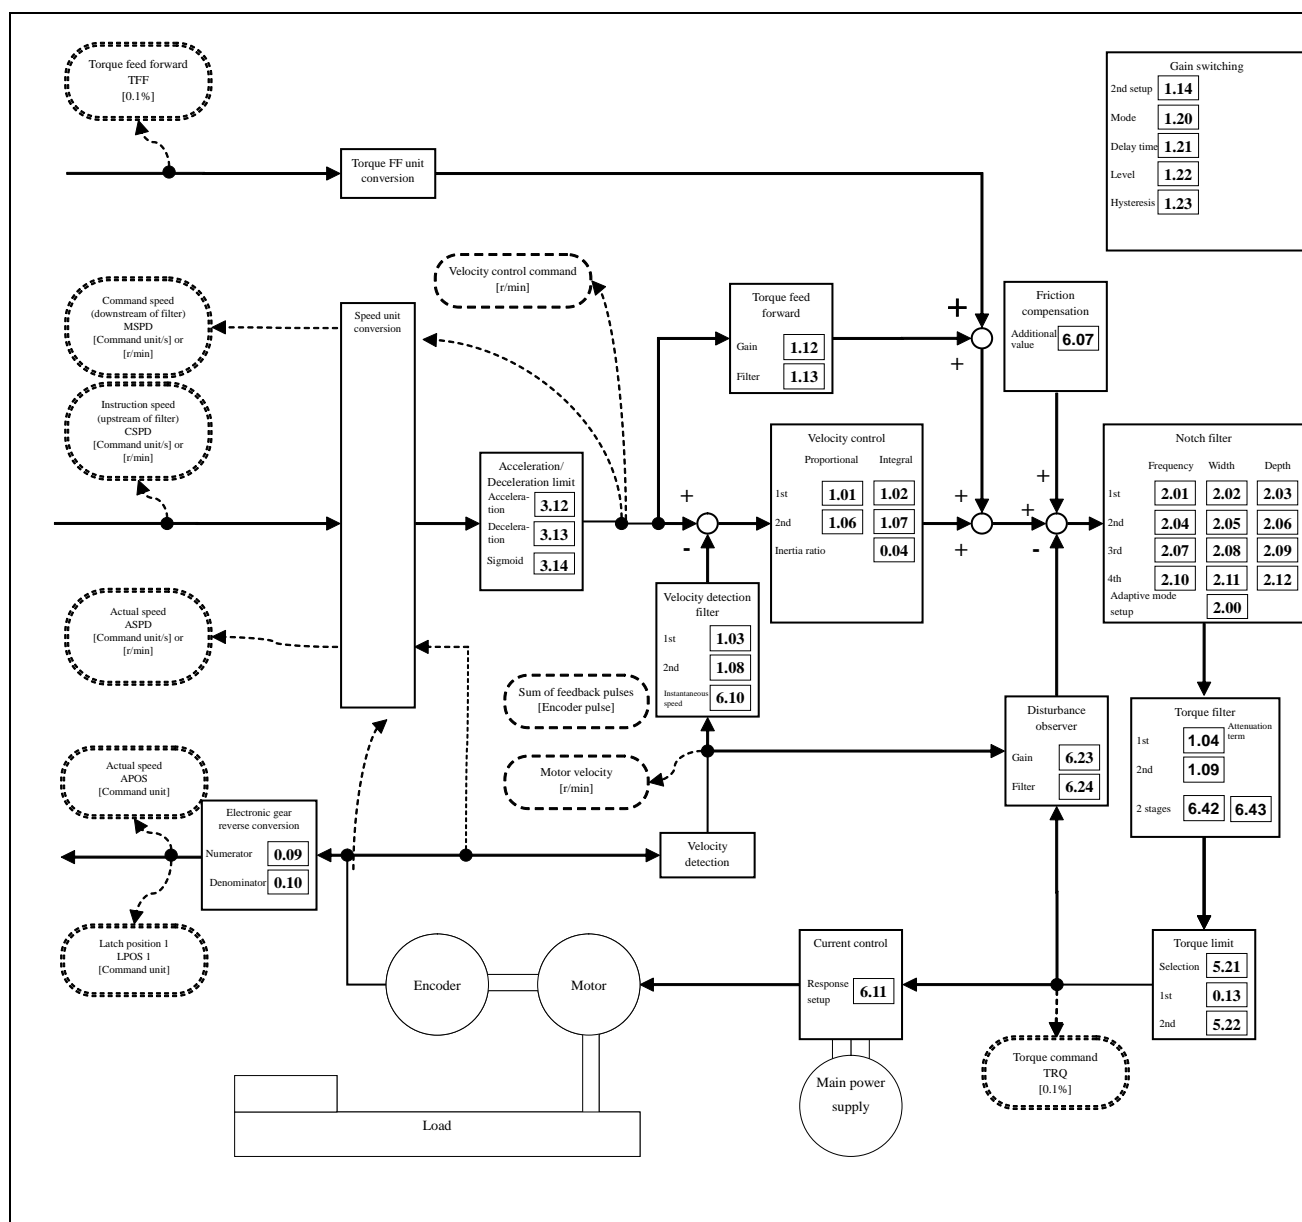 Torque feed forward
TFF
[0.1%]
Torque FF unit
conversion
Gain switching
2nd setup 1.14
Mode 1.20
Delay time 1.21
Level 1.22
Hysteresis 1.23
Command speed
(downstream of filter)
MSPD
[Command unit/s] or
[r/min]
Instruction speed
(upstream of filter)
CSPD
[Command unit/s] or
[r/min]
Speed unit
conversion
Velocity control command
[r/min]
Torque feed
forward
Gain 1.12
Filter 1.13
+
+
Friction
compensation
Additional
value 6.07
Acceleration/
Deceleration limit
Accelera-
tion 3.12
Decelera-
tion 3.13
Sigmoid 3.14
+
-
Velocity control
Proportional Integral
1st 1.01 1.02
2nd 1.06 1.07
Inertia ratio 0.04
+
+
+
+
-
Notch filter
Frequency Width Depth
1st 2.01 2.02 2.03
2nd 2.04 2.05 2.06
3rd 2.07 2.08 2.09
4th 2.10 2.11 2.12
Adaptive mode
setup 2.00
Actual speed
ASPD
[Command unit/s] or
[r/min]
Velocity detection
filter
1st 1.03
2nd 1.08
Instantaneous
speed 6.10
Sum of feedback pulses
[Encoder pulse]
Motor velocity
[r/min]
Disturbance
observer
Gain 6.23
Filter 6.24
Torque filter
1st 1.04 Attenuation
term
2nd 1.09
2 stages 6.42 6.43
Actual speed
APOS
[Command unit]
Electronic gear
reverse conversion
Numerator 0.09
Denominator 0.10
Velocity
detection
Latch position 1
LPOS 1
[Command unit]
Encoder
Motor
Current control
Response
setup 6.11
Torque limit
Selection 5.21
1st 0.13
2nd 5.22
Main power
supply
Torque command
TRQ
[0.1%]
Load